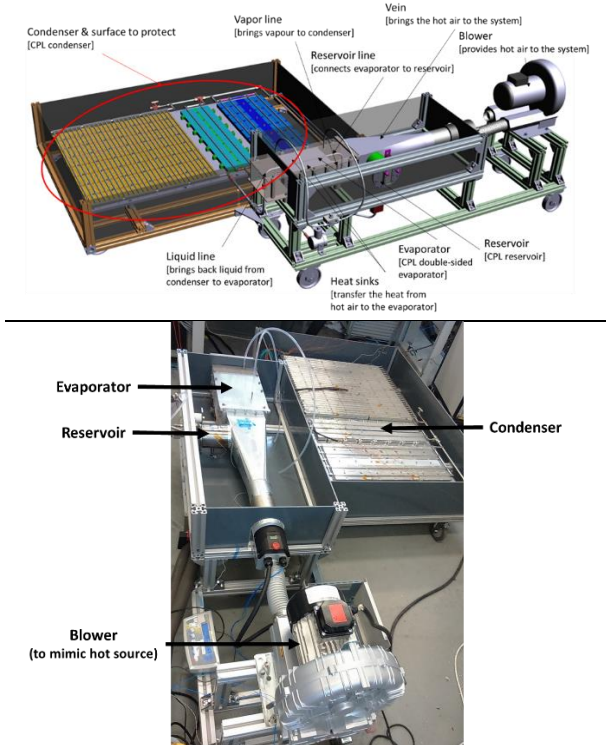 Condenser & surface to protect
[CPL condenser]
Vapor line
[brings vapour to condenser]
Vein
[brings the hot air to the system]
Reservoir line
[connects evaporator to reservoir]
Blower
[provides hot air to the system]
Liquid line
[brings back liquid from
condenser to evaporator]
Heat sinks
[transfer the heat from
hot air to the evaporator]
Evaporator
[CPL double-sided
evaporator]
Reservoir
[CPL reservoir]
Evaporator
Reservoir
Condenser
Blower
(to mimic hot source)